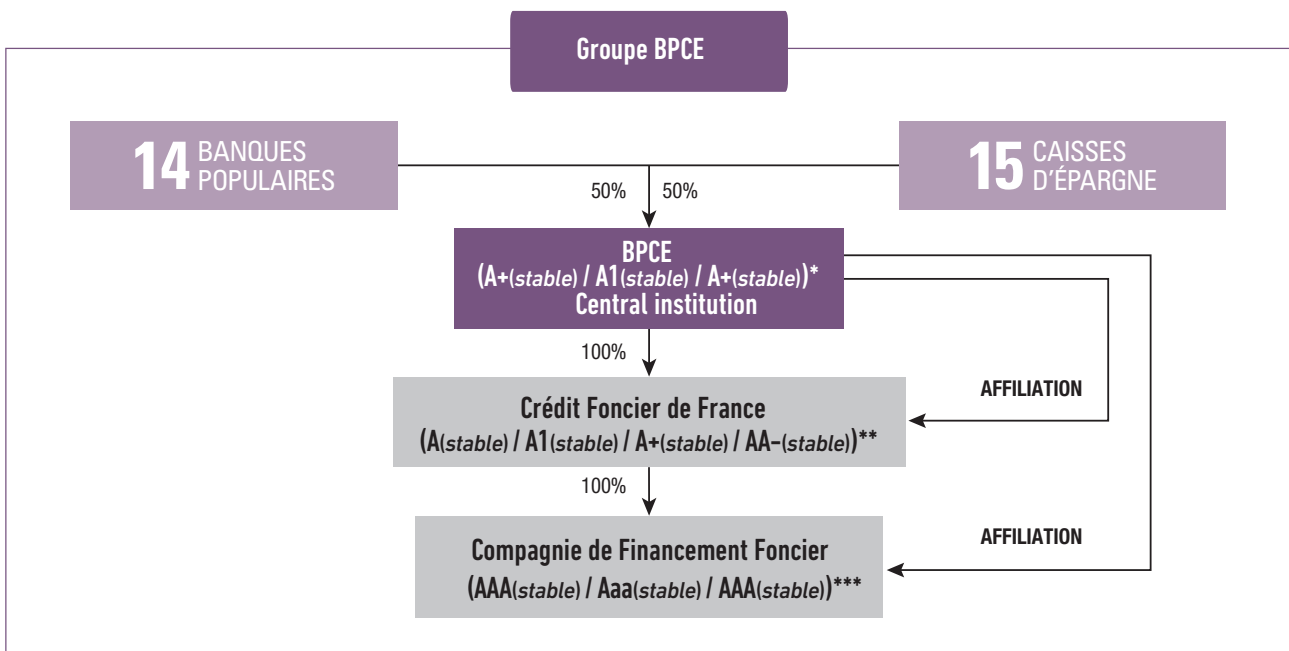 Groupe BPCE
14 BANQUES
POPULAIRES
15 CAISSES
D'ÉPARGNE
50% 50%
BPCE
(A+(stable) / A1(stable) / A+(stable))*
Central institution
100%
AFFILIATION
Crédit Foncier de France
(A(stable) / A1(stable) / A+(stable) / AA-(stable))**
100%
AFFILIATION
Compagnie de Financement Foncier
(AAA(stable) / Aaa(stable) / AAA(stable))***